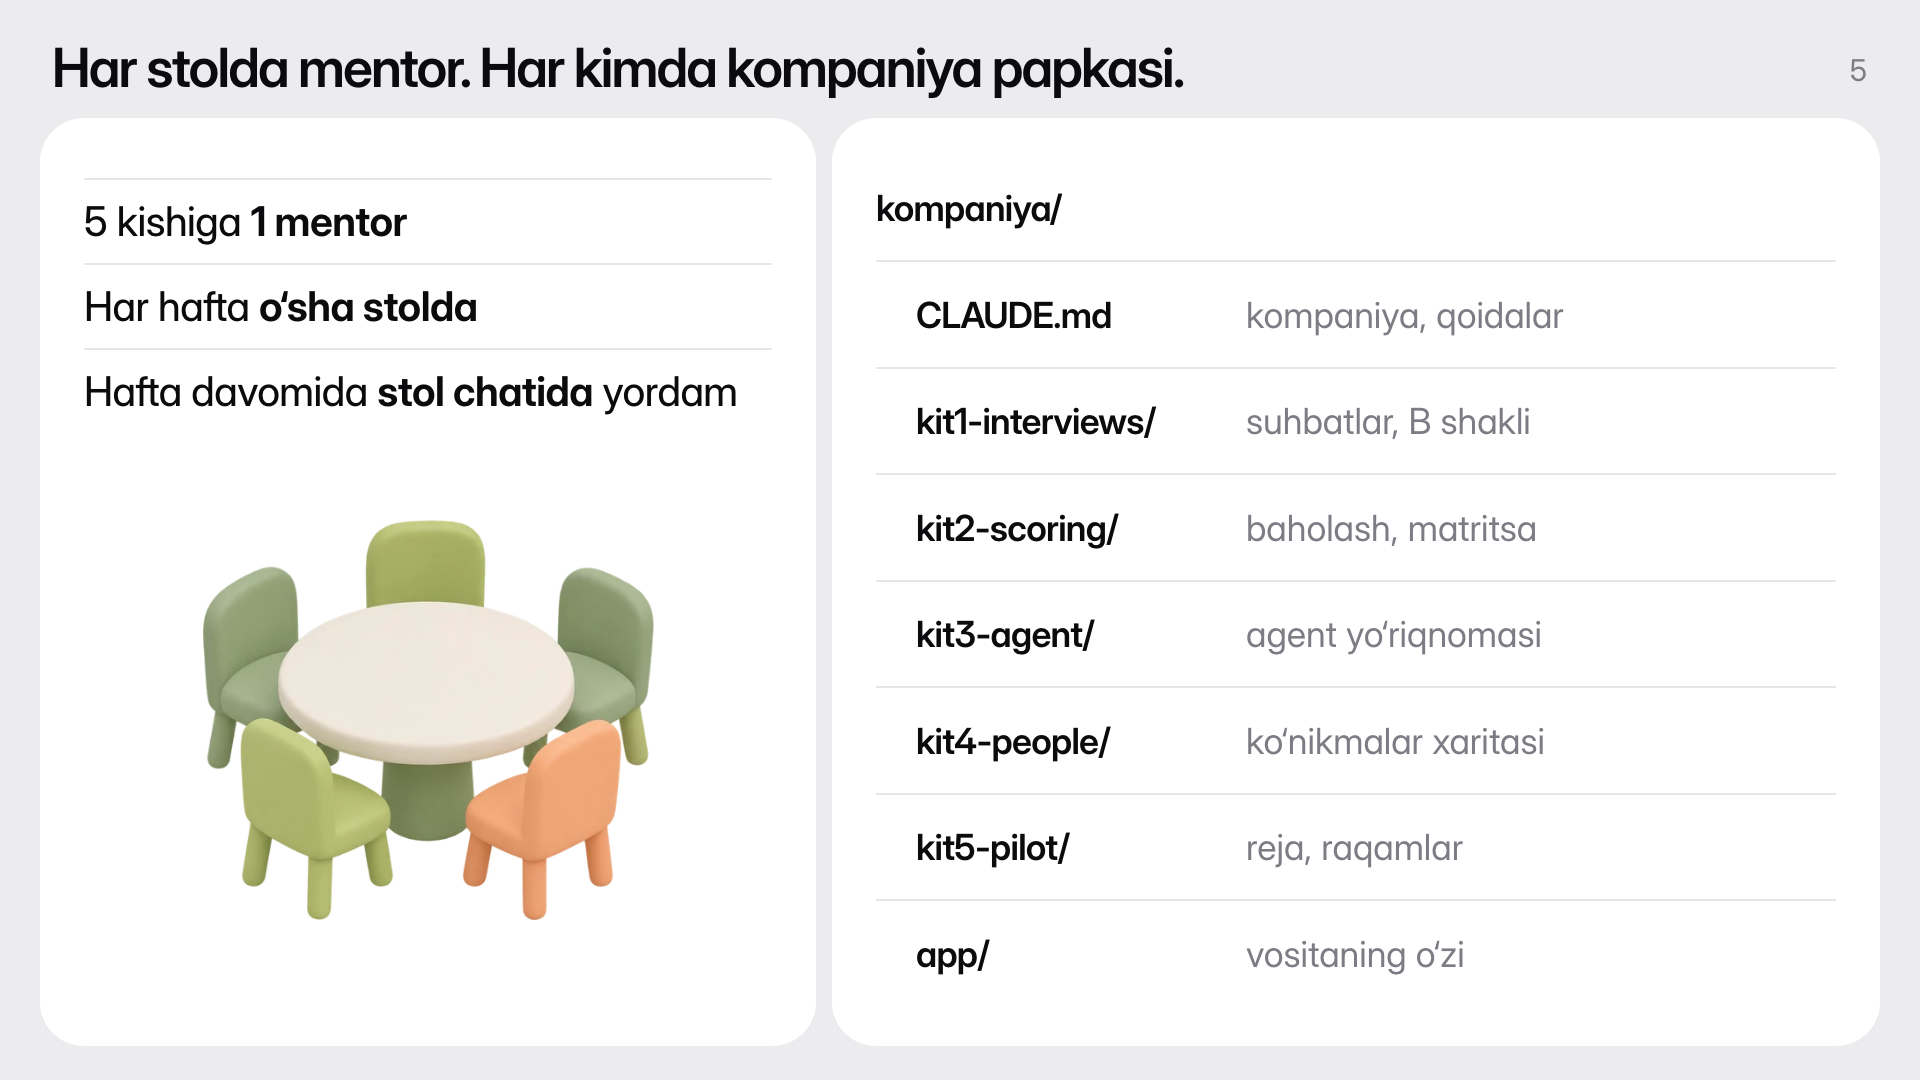 Har stolda mentor. Har kimda kompaniya papkasi.
5
5 kishiga 1 mentor
Har hafta o‘sha stolda
Hafta davomida stol chatida yordam
kompaniya/
CLAUDE.md kompaniya, qoidalar
kit1-interviews/ suhbatlar, B shakli
kit2-scoring/ baholash, matritsa
kit3-agent/ agent yo‘riqnomasi
kit4-people/ ko‘nikmalar xaritasi
kit5-pilot/ reja, raqamlar
app/ vositaning o‘zi